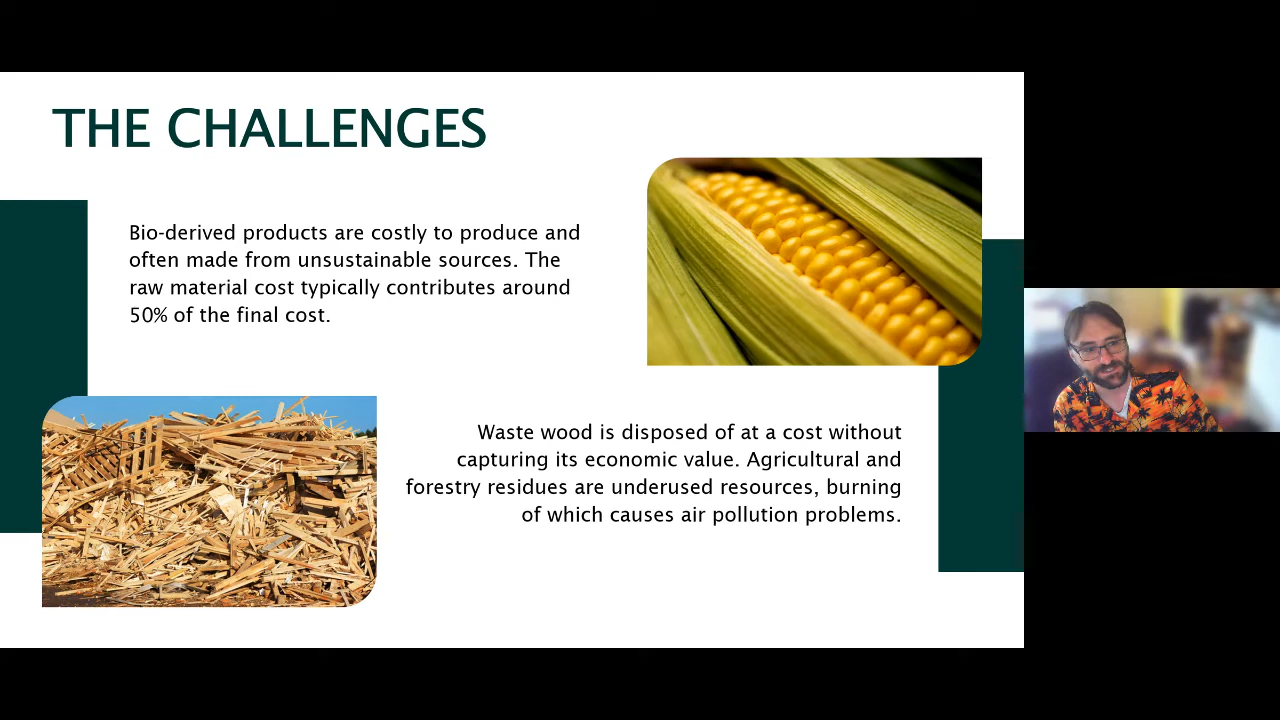 THE CHALLENGES
Bio-derived products are costly to produce and
often made from unsustainable sources. The
raw material cost typically contributes around
50% of the final cost.
Waste wood is disposed of at a cost without
capturing its economic value. Agricultural and
forestry residues are underused resources, burning
of which causes air pollution problems.